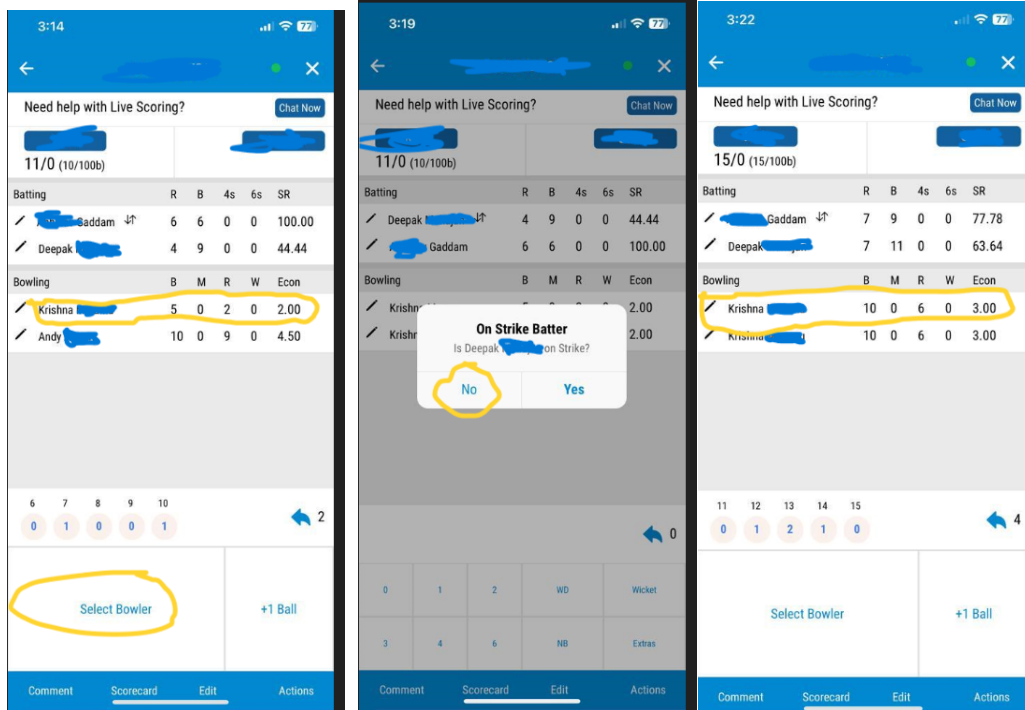 3:14
77
Need help with Live Scoring?
Chat Now
11/0 (10/100b)
Batting R B 4s 6s SR
Gaddam 6 6 0 0 100.00
Deepak 4 9 0 0 44.44
Bowling B M R W Econ
Krishna 5 0 2 0 2.00
Andy 10 0 9 0 4.50
6 7 8 9 10
0 1 0 0 1
2
Select Bowler
+1 Ball
Comment Scorecard Edit Actions
3:19
77
Need help with Live Scoring?
Chat Now
11/0 (10/100b)
Batting R B 4s 6s SR
Deepak 4 9 0 0 44.44
Gaddam 6 6 0 0 100.00
Bowling B M R W Econ
2.00
2.00
On Strike Batter
Is Deepak on Strike?
No
Yes
0
0 1 2 WD Wicket
3 4 6 NB Extras
Comment Scorecard Edit Actions
3:22
77
Need help with Live Scoring?
Chat Now
15/0 (15/100b)
Batting R B 4s 6s SR
Gaddam 7 9 0 0 77.78
Deepak 7 11 0 0 63.64
Bowling B M R W Econ
Krishna 10 0 6 0 3.00
Krishna 10 0 6 0 3.00
11 12 13 14 15
0 1 2 1 0
4
Select Bowler
+1 Ball
Comment Scorecard Edit Actions